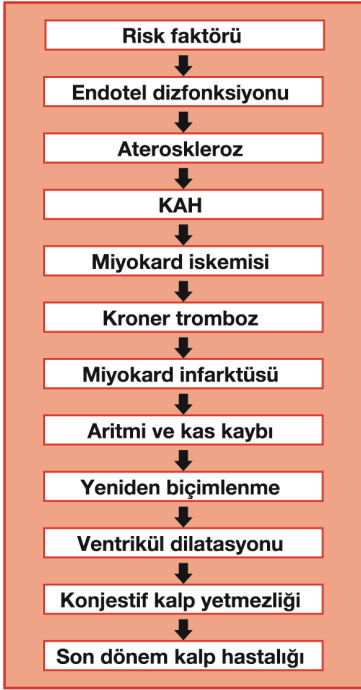 Risk faktörü
Endotel dizfonksiyonu
Ateroskleroz
KAH
Miyokard iskemisi
Kroner tromboz
Miyokard infarktüsü
Aritmi ve kas kaybı
Yeniden biçimlenme
Ventrikül dilatasyonu
Konjestif kalp yetmezliği
Son dönem kalp hastalığı